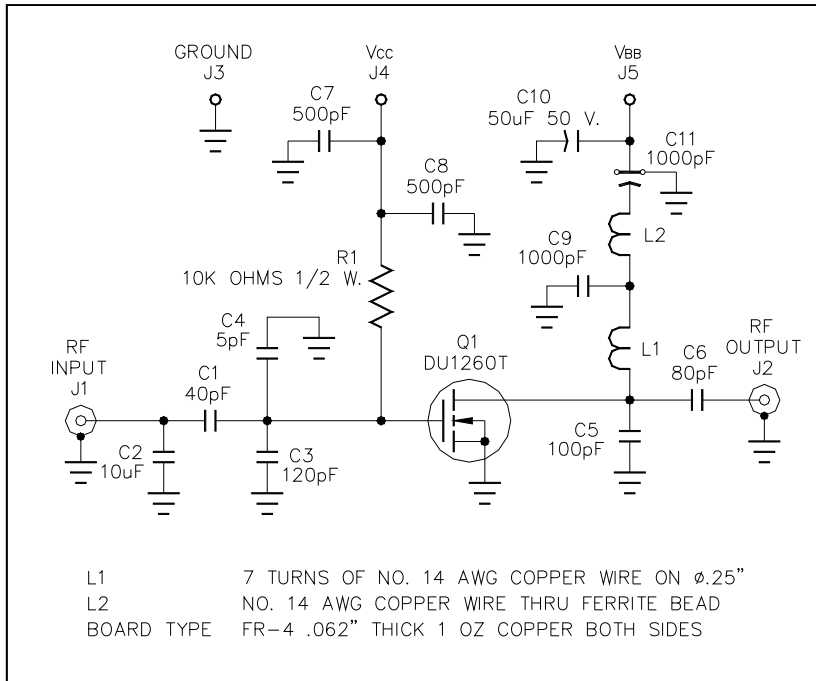 GROUND
J3
Vcc
J4
VBB
J5
C7
500pF
C10
50uF 50 V.
C11
1000pF
C8
500pF
L2
C9
1000pF
R1
10K OHMS 1/2 W.
C4
5pF
Q1
DU1260T
L1
RF
INPUT
J1
C1
40pF
C6
80pF
RF
OUTPUT
J2
C2
10uF
C3
120pF
C5
100pF
L1 7 TURNS OF NO. 14 AWG COPPER WIRE ON ø.25"
L2 NO. 14 AWG COPPER WIRE THRU FERRITE BEAD
BOARD TYPE FR-4 .062" THICK 1 OZ COPPER BOTH SIDES